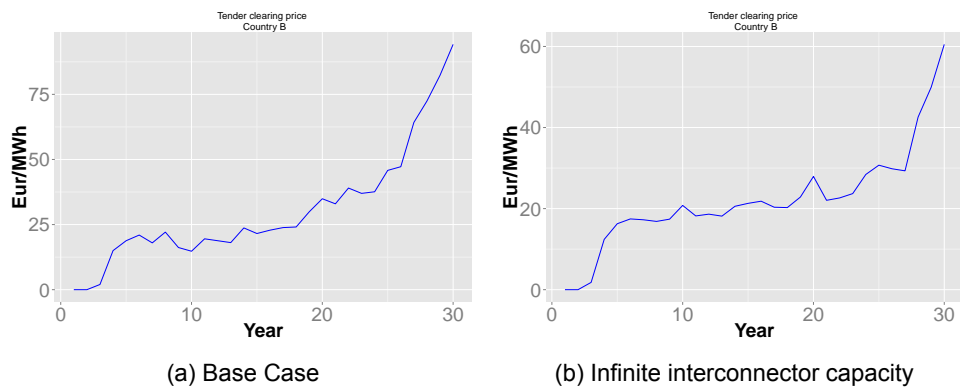 Tender clearing price
Country B
Eur/MWh
75
50
25
0
0
10
20
30
Year
(a) Base Case
Tender clearing price
Country B
Eur/MWh
60
40
20
0
0
10
20
30
Year
(b) Infinite interconnector capacity